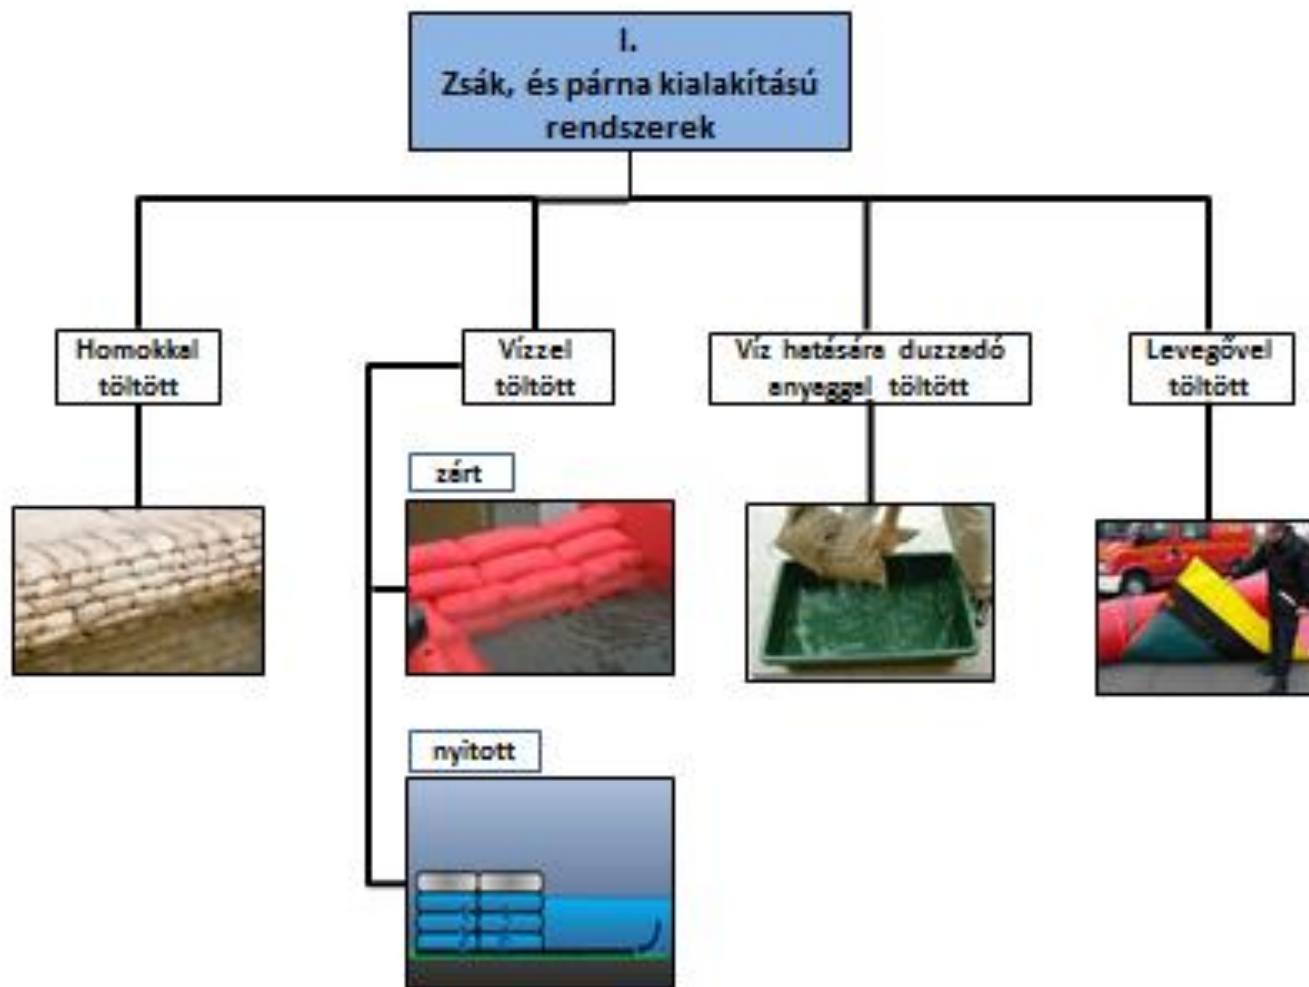 I.
Zsák, és párna kialakítású
rendszerek
Homokkal
töltött
Vízzel
töltött
zárt
nyitott
Víz hatására duzzadó
anyaggal töltött
Levegővel
töltött